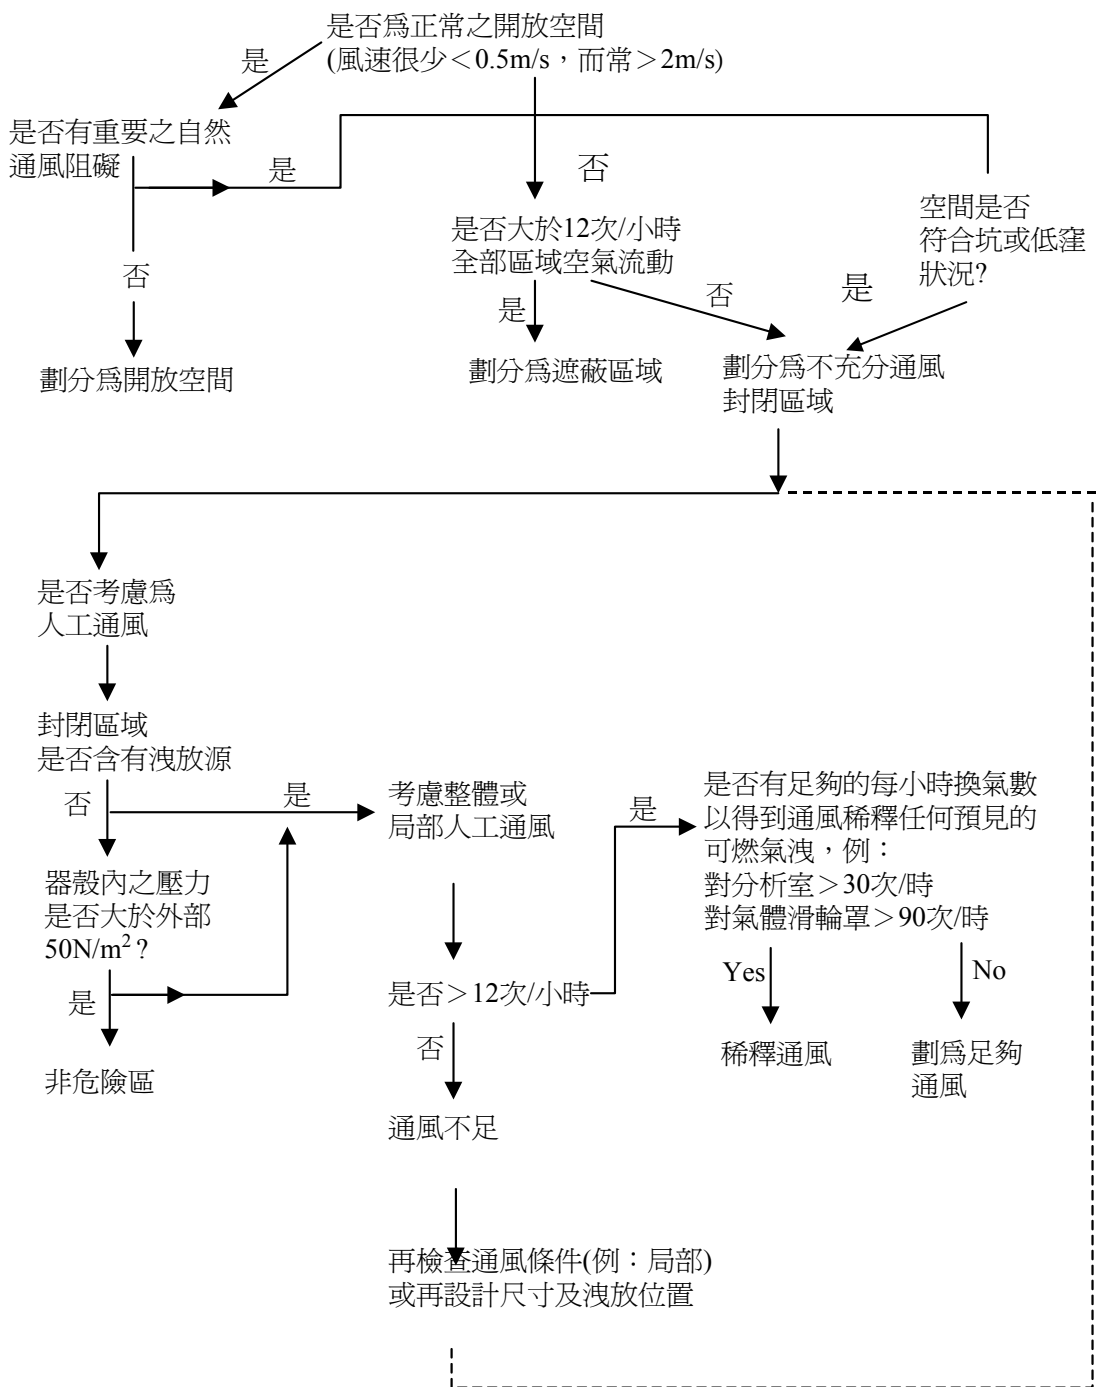 是否為正常之開放空間
(風速很少＜0.5m/s，而常＞2m/s)
是
是否有重要之自然
通風阻礙
是
否
空間是否
符合坑或低窪
狀況?
是否大於12次/小時
全部區域空氣流動
否
是
否
是
劃分為開放空間
劃分為遮蔽區域
劃分為不充分通風
封閉區域
是否考慮為
人工通風
封閉區域
是否含有洩放源
否
是
考慮整體或
局部人工通風
是
是否有足夠的每小時換氣數
以得到通風稀釋任何預見的
可燃氣洩，例：
對分析室＞30次/時
對氣體滑輪罩＞90次/時
器殼內之壓力
是否大於外部
50N/m²？
是
是否＞12次/小時
Yes
No
否
非危險區
稀釋通風
劃為足夠
通風
通風不足
再檢查通風條件(例：局部)
或再設計尺寸及洩放位置